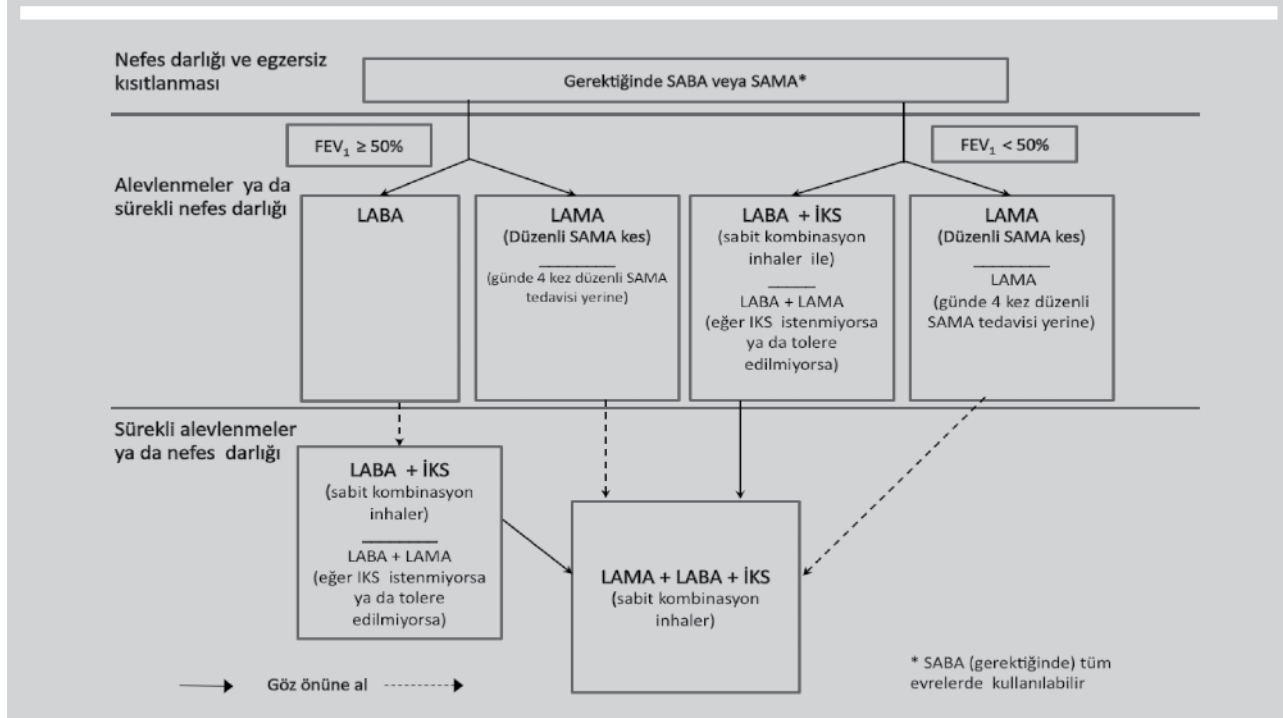 Nefes darlığı ve egzersiz
kısıtlanması
Gerektiğinde SABA veya SAMA*
FEV₁ ≥ 50%
FEV₁ < 50%
Alevlenmeler ya da
sürekli nefes darlığı
LABA
LAMA
(Düzenli SAMA kes)
(günde 4 kez düzenli SAMA
tedavisi yerine)
LABA + İKS
(sabit kombinasyon
inhaler ile)
LABA + LAMA
(eğer IKS istenmiyorsa
ya da tolere
edilmiyorsa)
LAMA
(Düzenli SAMA kes)
LAMA
(günde 4 kez düzenli
SAMA tedavisi yerine)
Sürekli alevlenmeler
ya da nefes darlığı
LABA + İKS
(sabit kombinasyon
inhaler)
LABA + LAMA
(eğer IKS istenmiyorsa
ya da tolere
edilmiyorsa)
LAMA + LABA + İKS
(sabit kombinasyon
inhaler)
Göz önüne al
* SABA (gerektiğinde) tüm
evrelerde kullanılabilir